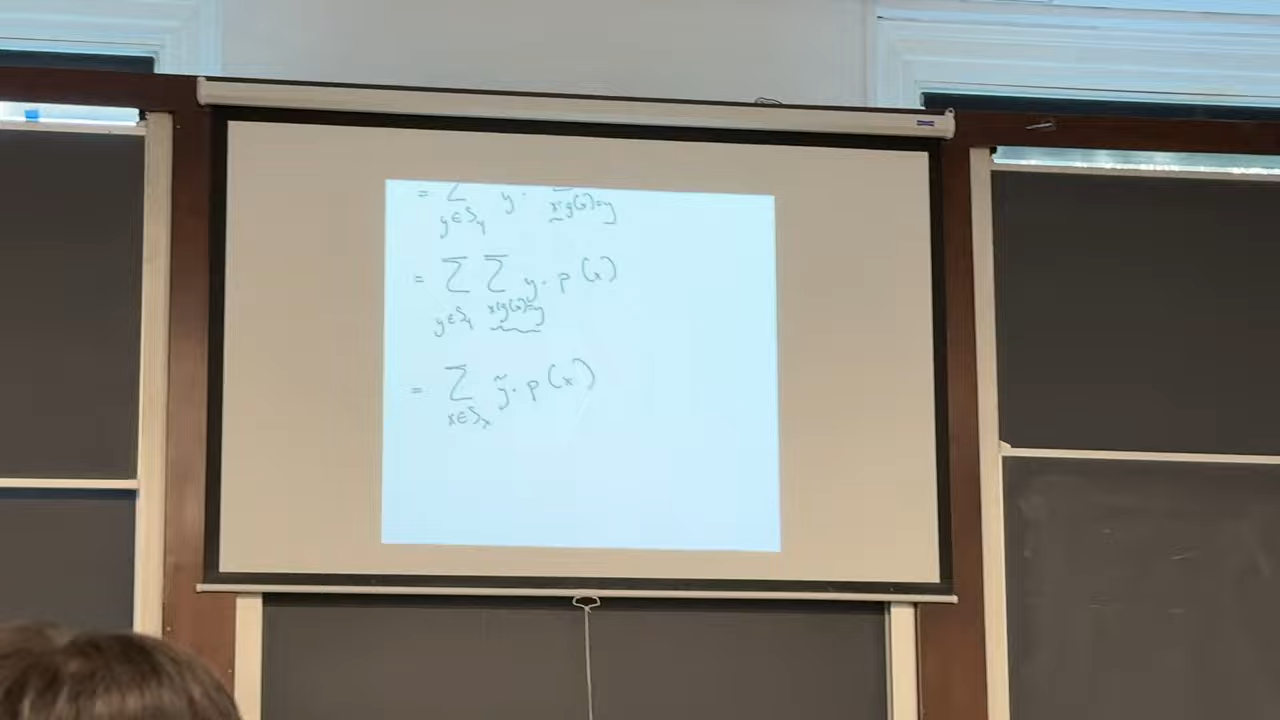 = Σ y∈S_y y · Σ x:g(x)=y
= Σ y∈S_y Σ x:g(x)=y y · p(x)
= Σ x∈S_x ỹ · p(x)